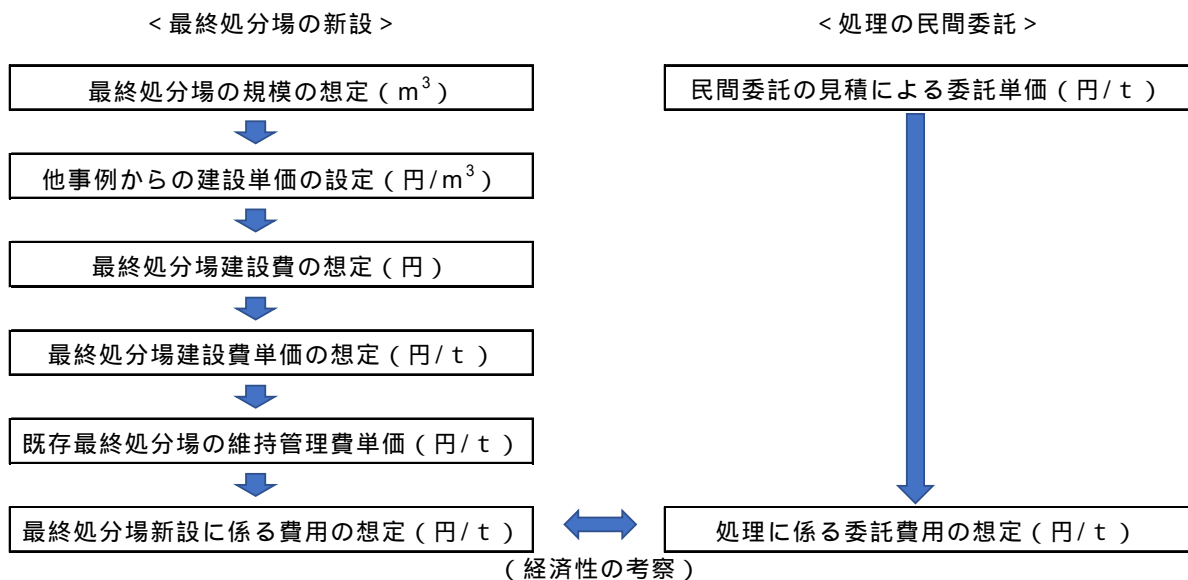 ＜最終処分場の新設＞
最終処分場の規模の想定（m³）
他事例からの建設単価の設定（円/m³）
最終処分場建設費の想定（円）
最終処分場建設費単価の想定（円/ｔ）
既存最終処分場の維持管理費単価（円/ｔ）
最終処分場新設に係る費用の想定（円/ｔ）
＜処理の民間委託＞
民間委託の見積による委託単価（円/ｔ）
処理に係る委託費用の想定（円/ｔ）
（経済性の考察）